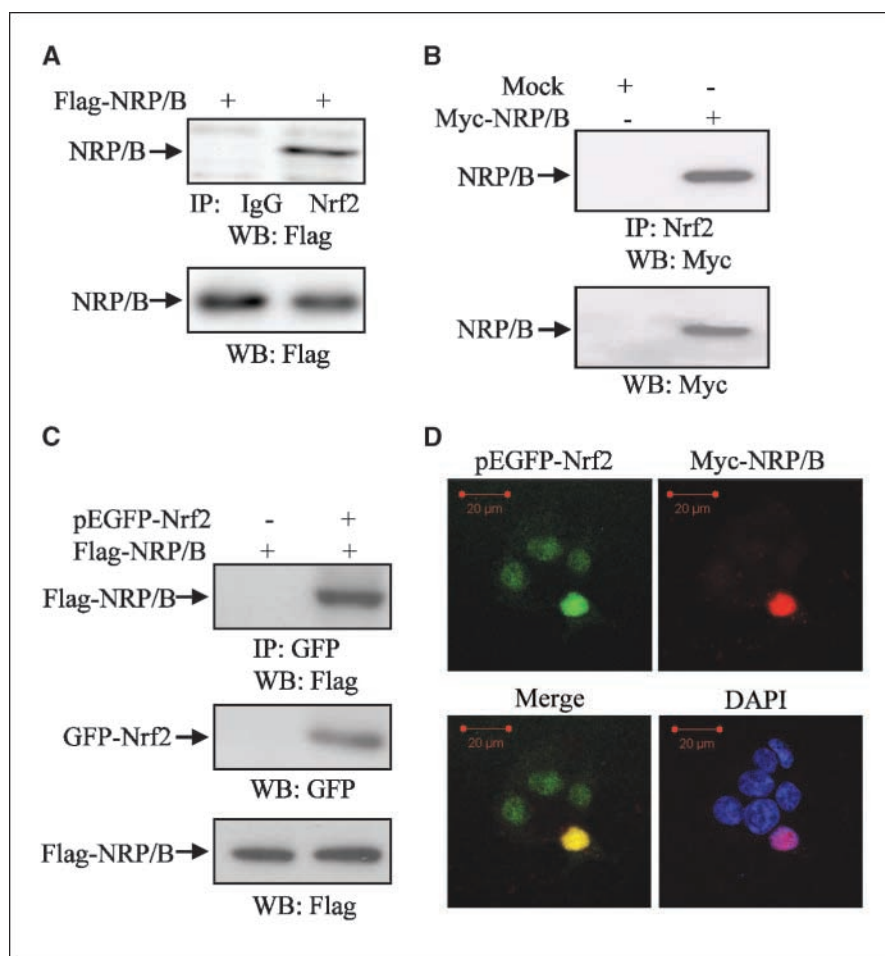 A
Flag-NRP/B + +
NRP/B
IP: IgG Nrf2
WB: Flag
NRP/B
WB: Flag
B
Mock + -
Myc-NRP/B - +
NRP/B
IP: Nrf2
WB: Myc
NRP/B
WB: Myc
C
pEGFP-Nrf2 - +
Flag-NRP/B + +
Flag-NRP/B
IP: GFP
WB: Flag
GFP-Nrf2
WB: GFP
Flag-NRP/B
WB: Flag
D
pEGFP-Nrf2 Myc-NRP/B
20 µm 20 µm
Merge DAPI
20 µm 20 µm